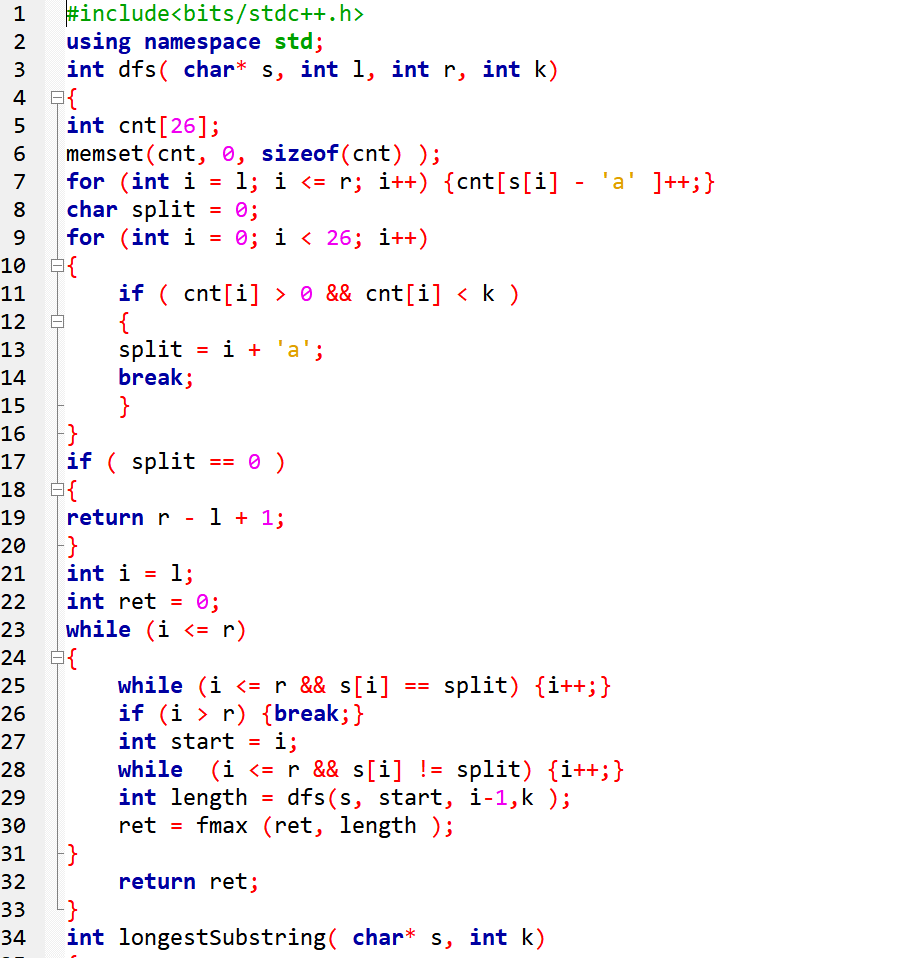 1 #include<bits/stdc++.h>
2 using namespace std;
3 int dfs( char* s, int l, int r, int k)
4 {
5 int cnt[26];
6 memset(cnt, 0, sizeof(cnt) );
7 for (int i = l; i <= r; i++) {cnt[s[i] - 'a' ]++;}
8 char split = 0;
9 for (int i = 0; i < 26; i++)
10 {
11 if ( cnt[i] > 0 && cnt[i] < k )
12 {
13 split = i + 'a';
14 break;
15 }
16 }
17 if ( split == 0 )
18 {
19 return r - l + 1;
20 }
21 int i = l;
22 int ret = 0;
23 while (i <= r)
24 {
25 while (i <= r && s[i] == split) {i++;}
26 if (i > r) {break;}
27 int start = i;
28 while  (i <= r && s[i] != split) {i++;}
29 int length = dfs(s, start, i-1,k );
30 ret = fmax (ret, length );
31 }
32 return ret;
33 }
34 int longestSubstring( char* s, int k)